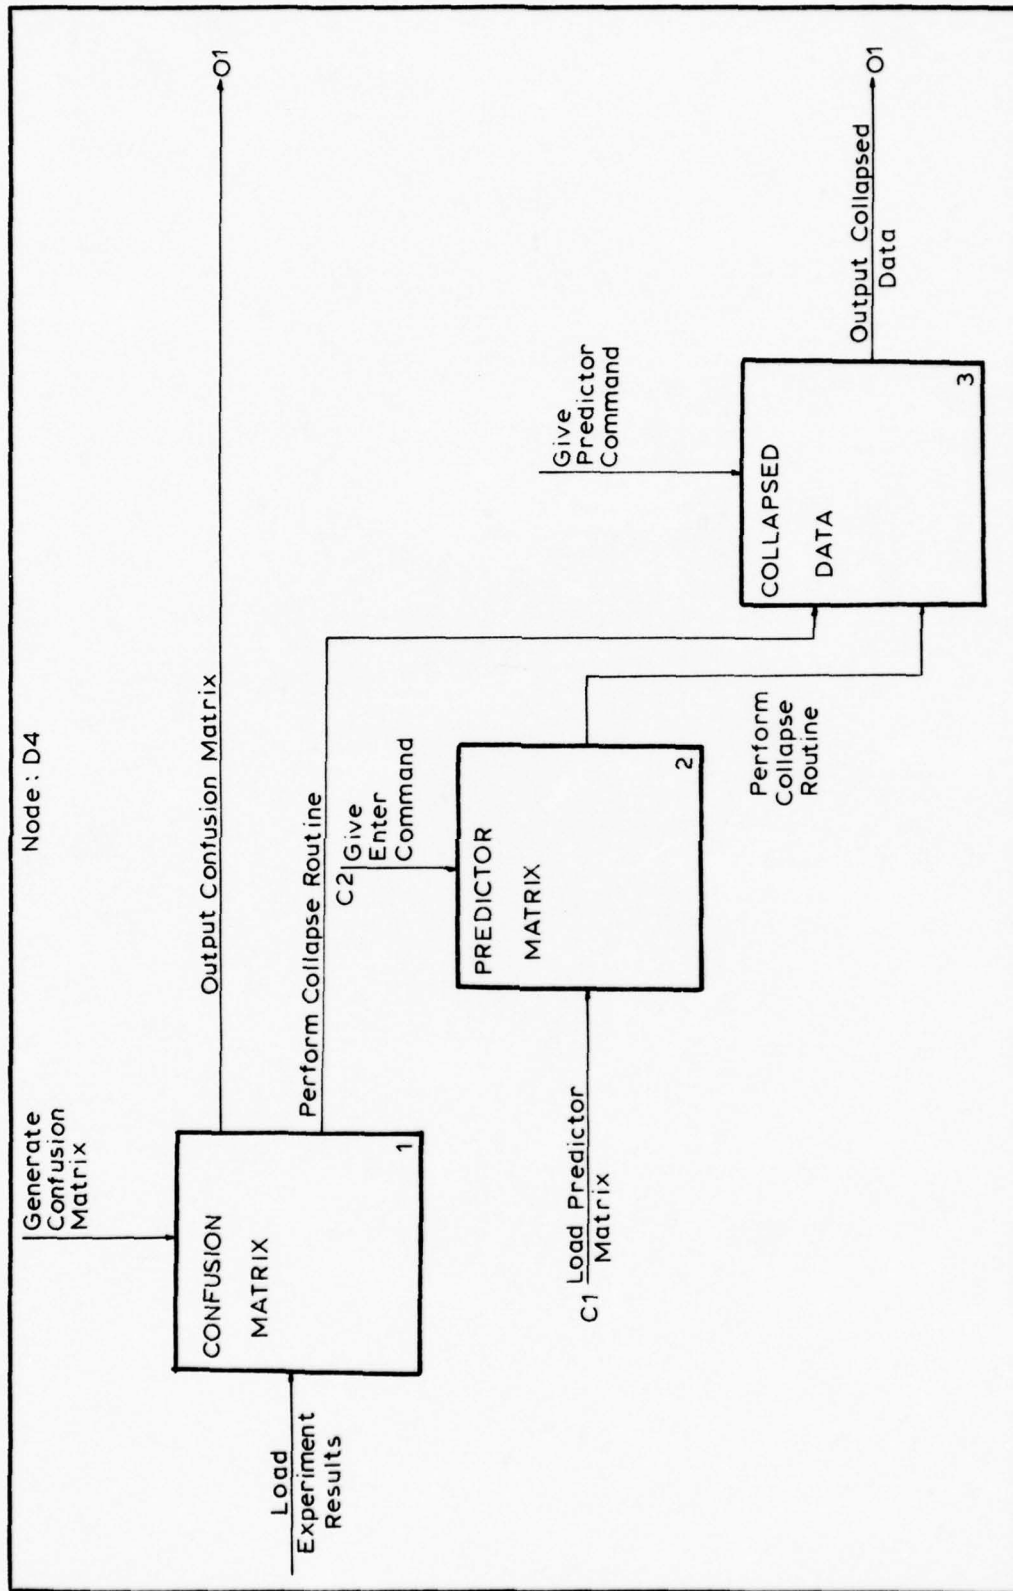 Node: D4
Generate
Confusion
Matrix
Output Confusion Matrix
O1
CONFUSION
MATRIX
1
Load
Experiment
Results
Perform Collapse Routine
C2
Give
Enter
Command
PREDICTOR
MATRIX
2
C1
Load Predictor
Matrix
Perform
Collapse
Routine
Give
Predictor
Command
COLLAPSED
DATA
3
Output Collapsed
Data
O1